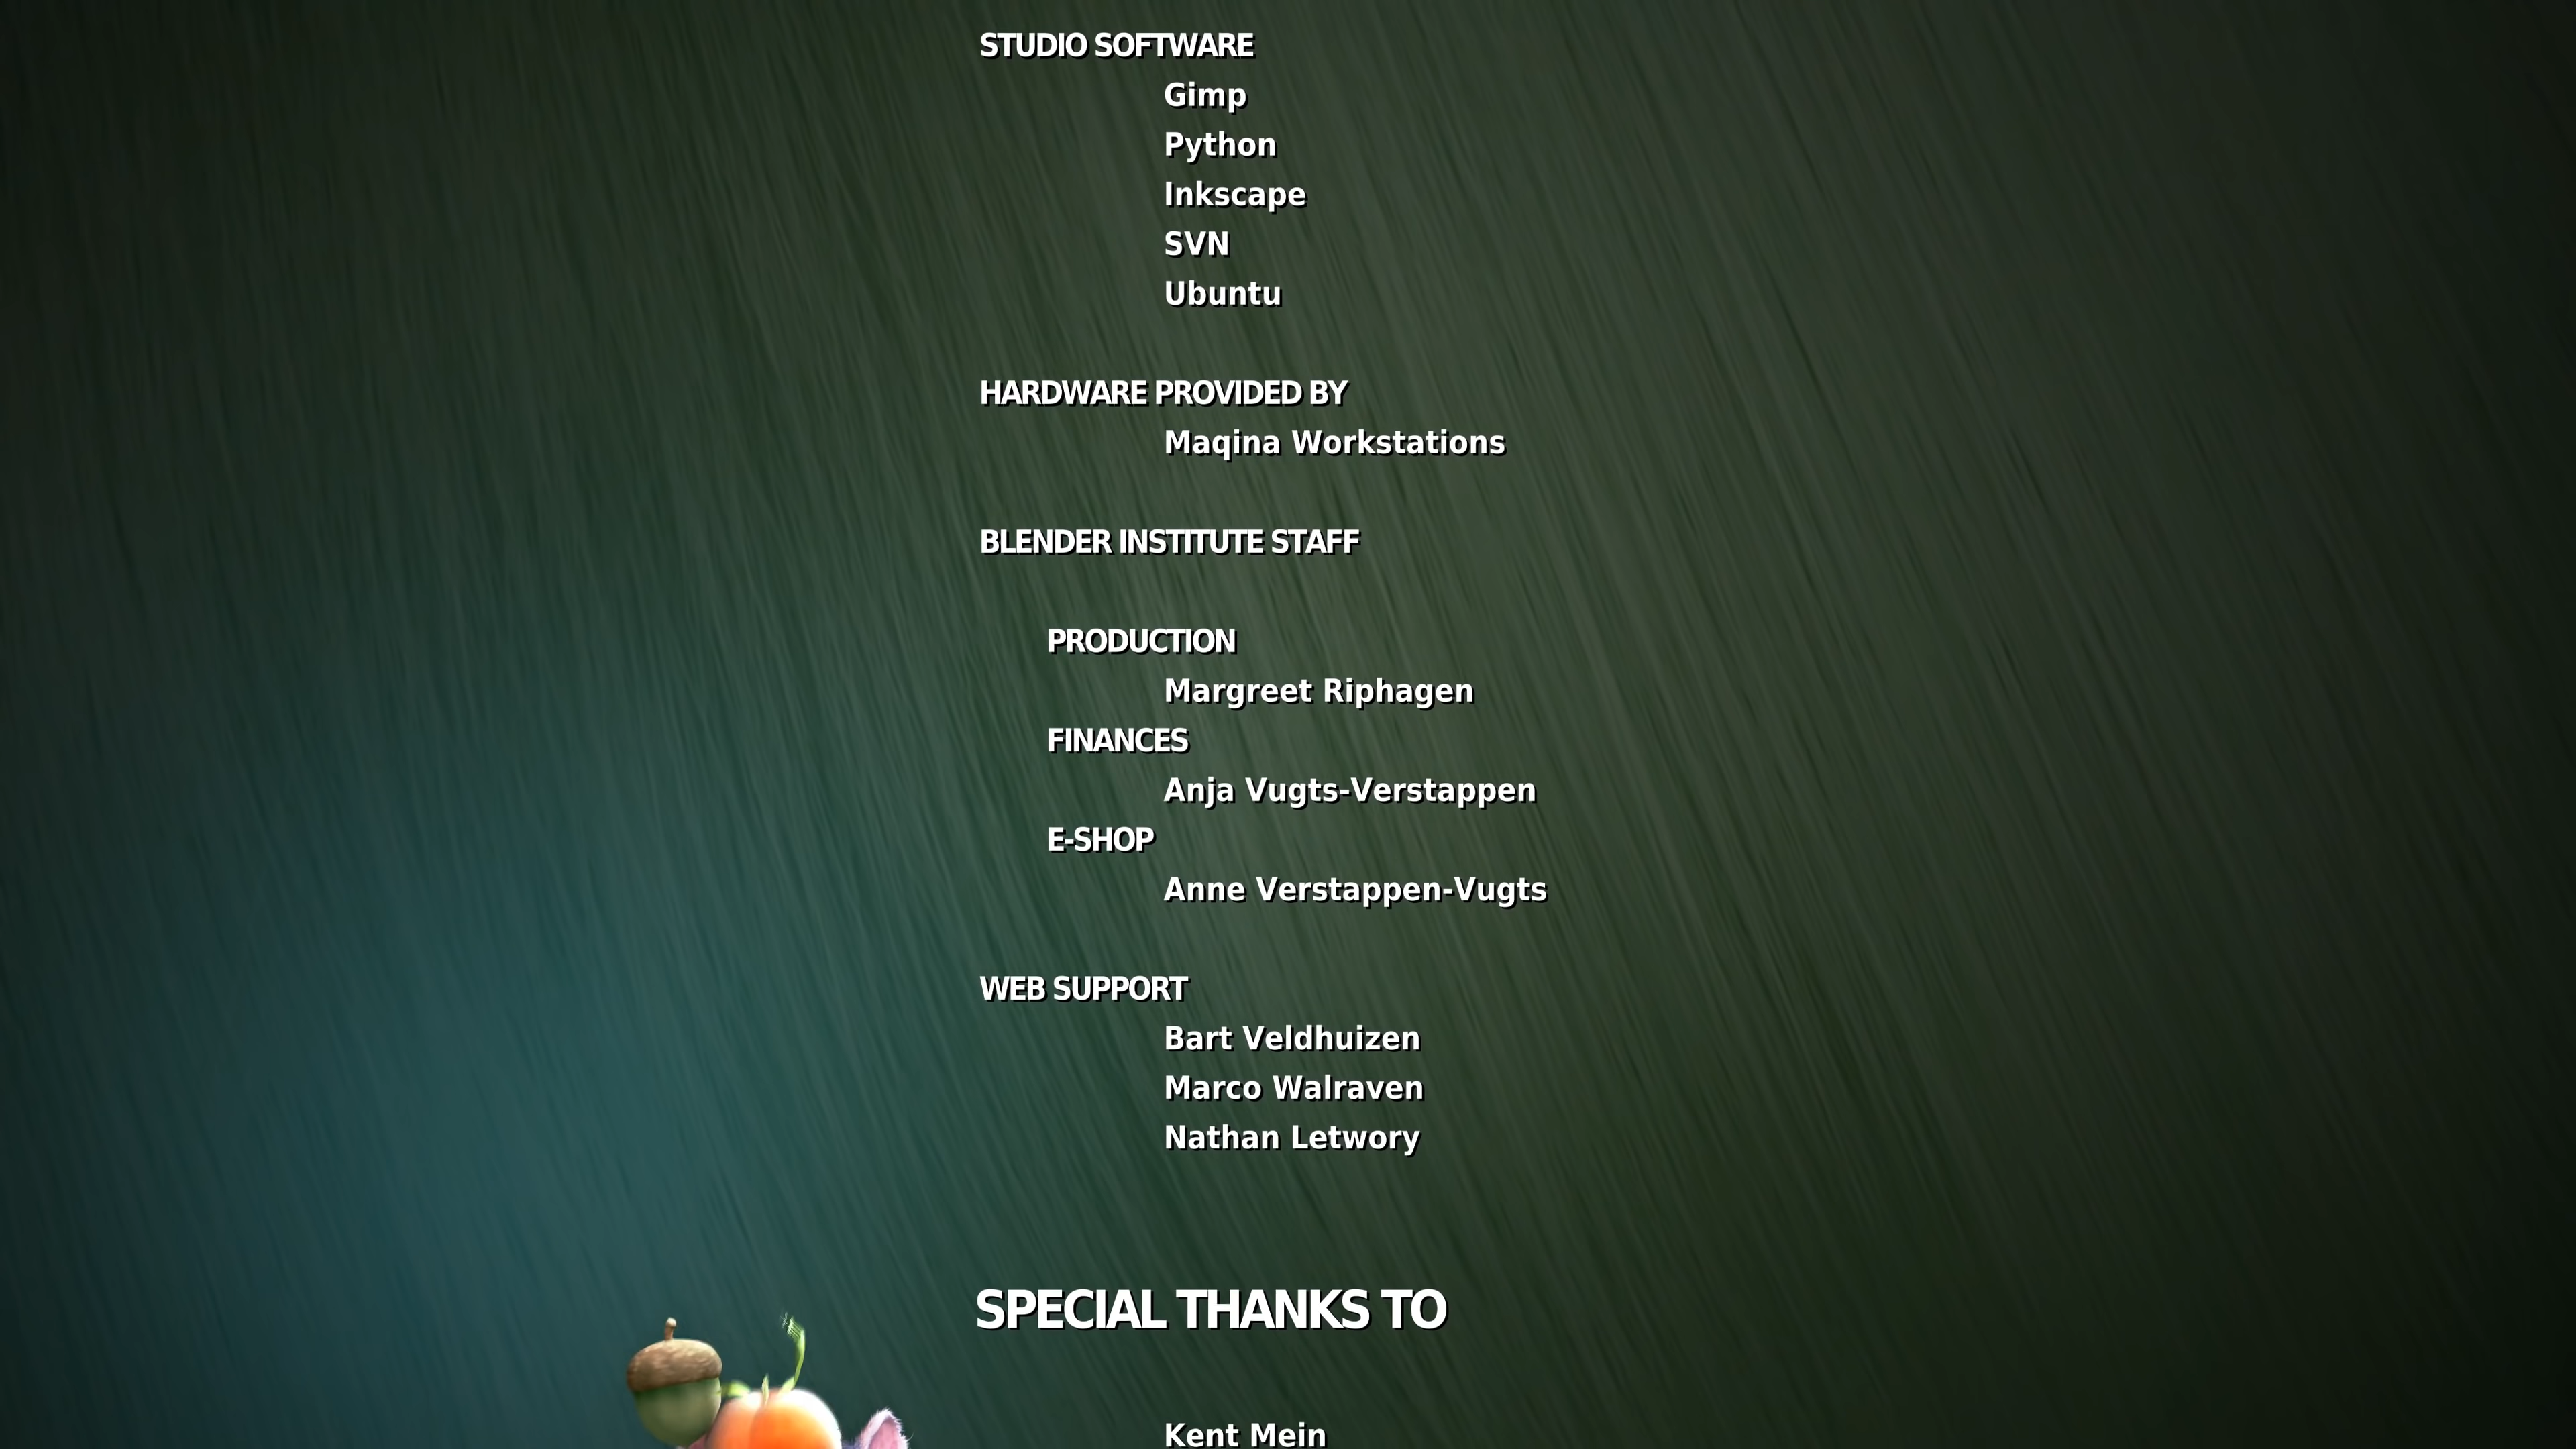 STUDIO SOFTWARE
Gimp
Python
Inkscape
SVN
Ubuntu
HARDWARE PROVIDED BY
Maqina Workstations
BLENDER INSTITUTE STAFF
PRODUCTION
Margreet Riphagen
FINANCES
Anja Vugts-Verstappen
E-SHOP
Anne Verstappen-Vugts
WEB SUPPORT
Bart Veldhuizen
Marco Walraven
Nathan Letwory
SPECIAL THANKS TO
Kent Mein